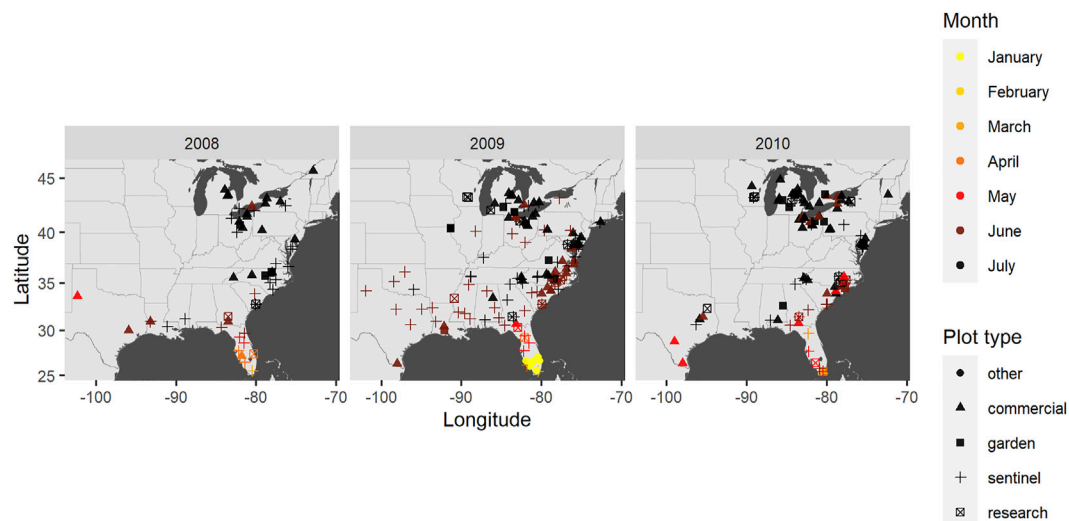 2008 2009 2010
45
40
35
30
25
-100 -90 -80 -70 -100 -90 -80 -70 -100 -90 -80 -70
Latitude
Longitude
Month
January
February
March
April
May
June
July
Plot type
other
commercial
garden
sentinel
research